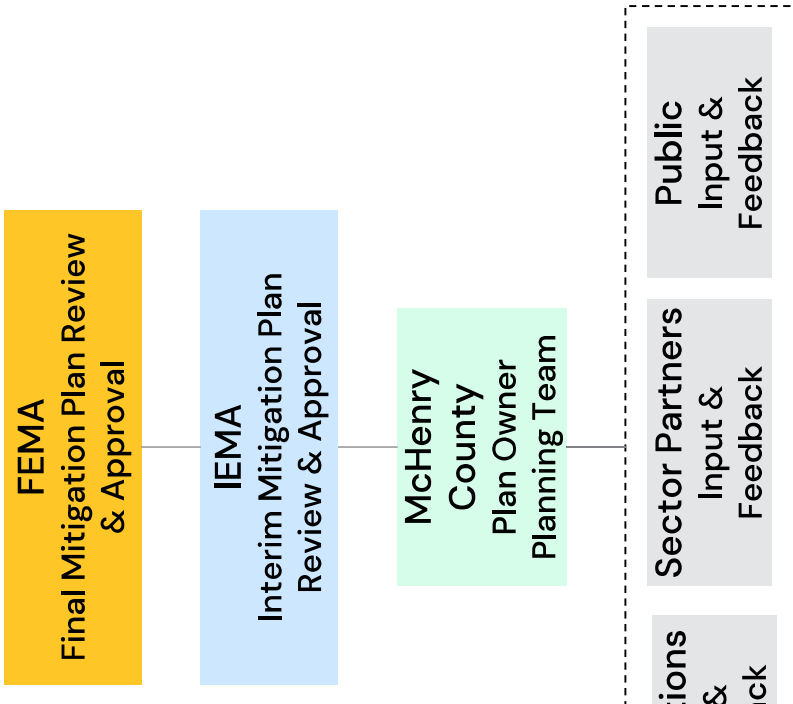 FEMA
Final Mitigation Plan Review
& Approval
IEMA
Interim Mitigation Plan
Review & Approval
McHenry
County
Plan Owner
Planning Team
Sector Partners
Input &
Feedback
Public
Input &
Feedback
&